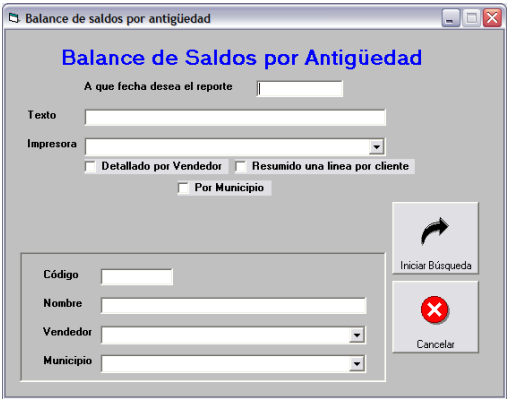 Balance de saldos por antigüedad
Balance de Saldos por Antigüedad
A que fecha desea el reporte
Texto
Impresora
Detallado por Vendedor Resumido una linea por cliente
Por Municipio
Iniciar Búsqueda
Código
Nombre
Vendedor
Cancelar
Municipio